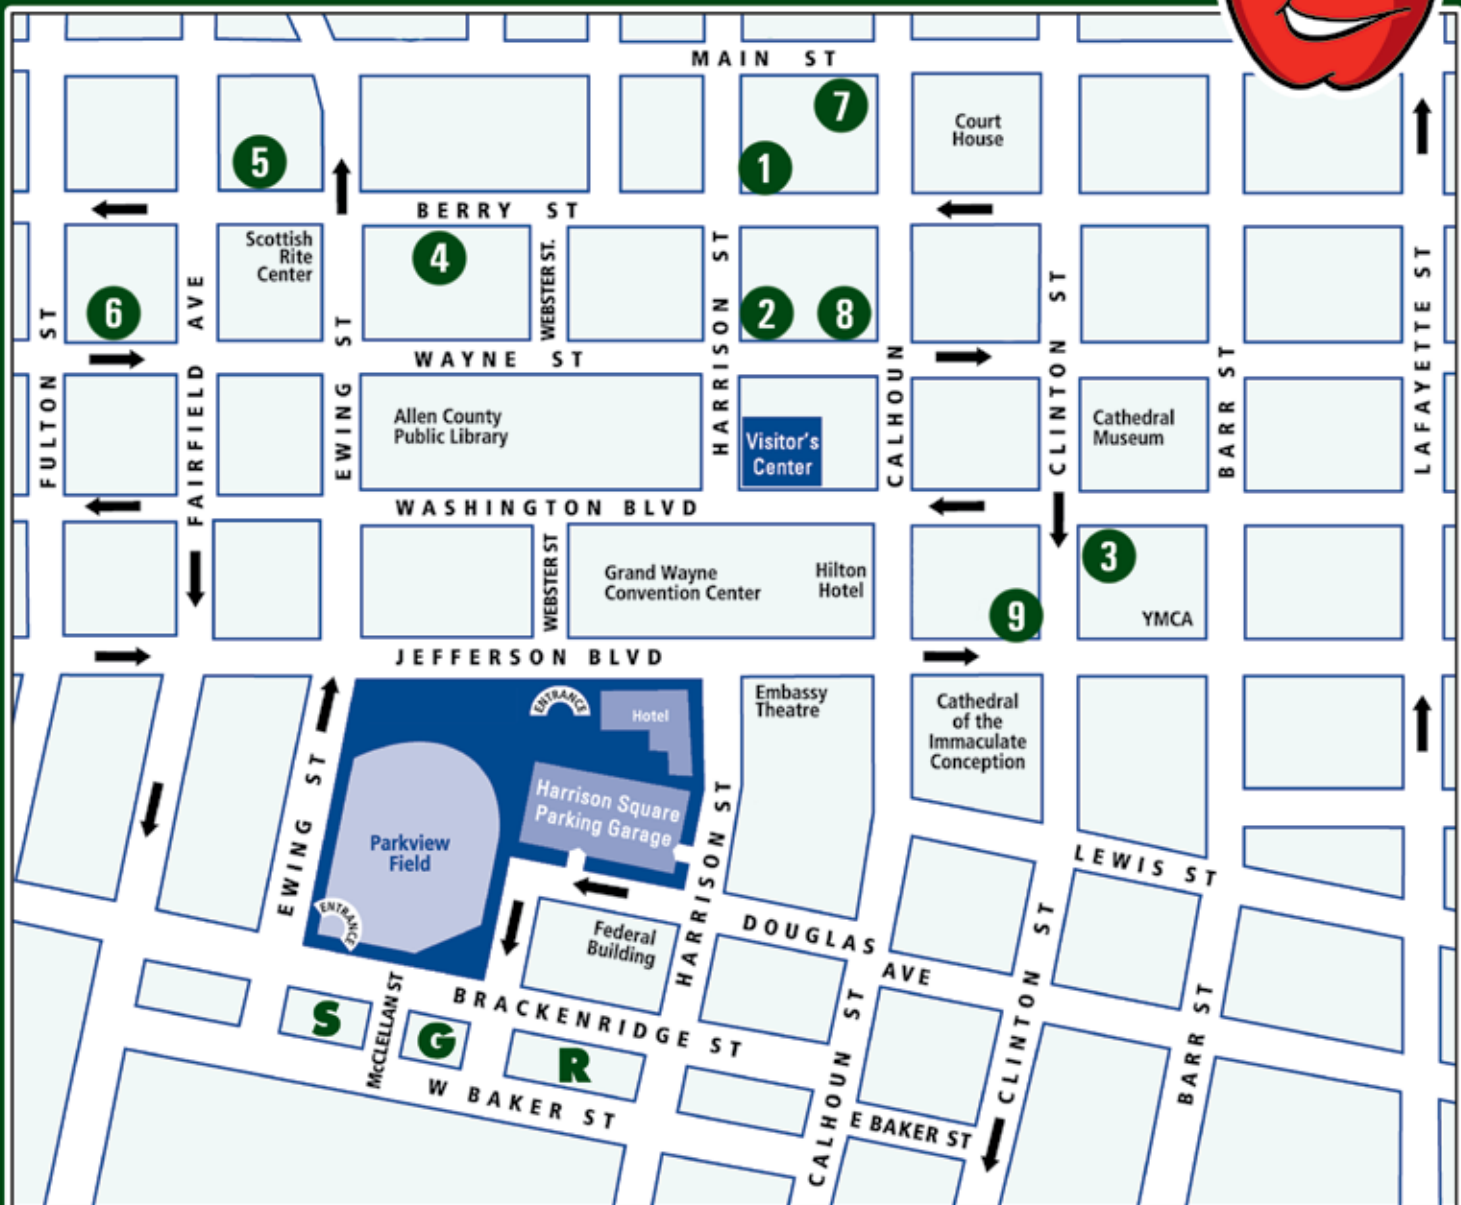 MAIN ST
7
Court
House
5
1
BERRY ST
Scottish
Rite
Center
4
WEBSTER ST.
HARRISON ST
6
FULTON ST
FAIRFIELD AVE
EWING ST
2
8
CLINTON ST
LAFAYETTE ST
WAYNE ST
CALHOUN
BARR ST
Allen County
Public Library
Visitor's
Center
Cathedral
Museum
WASHINGTON BLVD
WEBSTER ST
Grand Wayne
Convention Center
Hilton
Hotel
3
9
YMCA
JEFFERSON BLVD
ENTRANCE
Hotel
Embassy
Theatre
Cathedral
of the
Immaculate
Conception
EWING ST
Harrison Square
Parking Garage
HARRISON ST
Parkview
Field
LEWIS ST
ENTRANCE
Federal
Building
DOUGLAS AVE
CLINTON ST
S
McCLELLAN ST
G
BRACKENRIDGE ST
R
CALHOUN ST
BARR ST
W BAKER ST
E BAKER ST